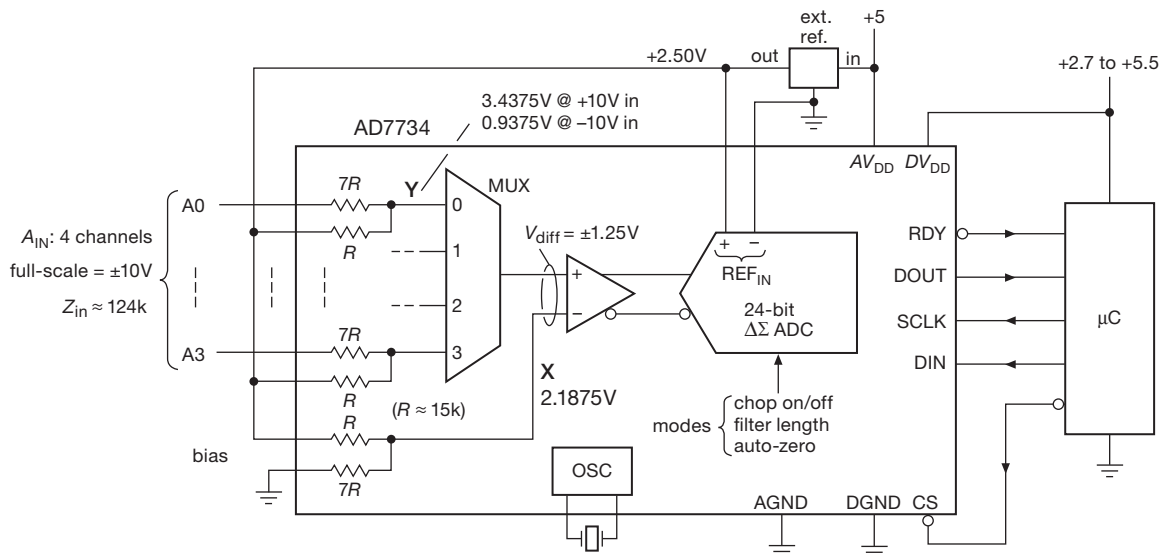 ext.
ref.
+5
+2.50V
out
in
+2.7 to +5.5
3.4375V @ +10V in
0.9375V @ –10V in
AD7734
AVDD
DVDD
7R
Y
MUX
A0
0
R
RDY
AIN: 4 channels
1
Vdiff = ±1.25V
+
–
REFIN
DOUT
full-scale = ±10V
+
24-bit
ΔΣ ADC
Zin ≈ 124k
2
–
SCLK
µC
7R
A3
3
X
2.1875V
DIN
R
(R ≈ 15k)
R
modes
chop on/off
filter length
auto-zero
bias
7R
OSC
AGND
DGND
CS